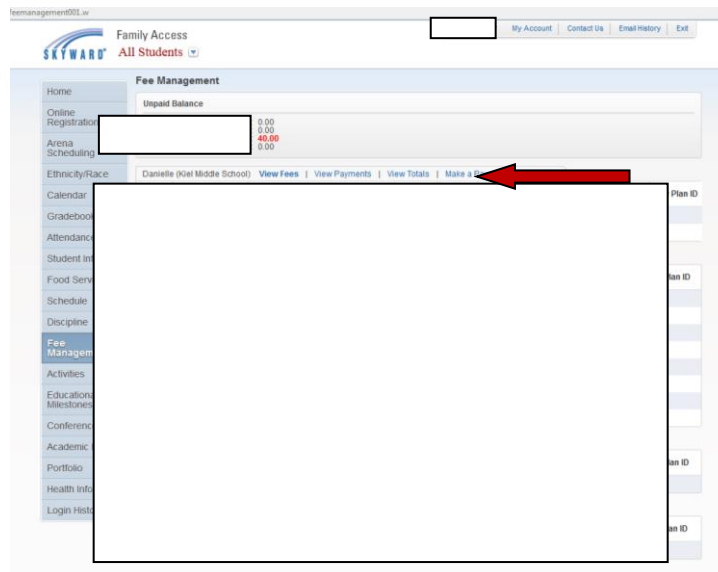 feemanagement001.w
Family Access
My Account | Contact Us | Email History | Exit
SKYWARD®
All Students
Fee Management
Home
Unpaid Balance
Online
Registration
0.00
0.00
40.00
0.00
Arena
Scheduling
Ethnicity/Race
Danielle (Kiel Middle School) View Fees | View Payments | View Totals | Make a
Calendar
Plan ID
Gradebook
Attendance
Student Inf
Food Serv
lan ID
Schedule
Discipline
Fee
Managem
Activities
Educationa
Milestones
Conferenc
Academic
lan ID
Portfolio
Health Info
Login Histo
an ID